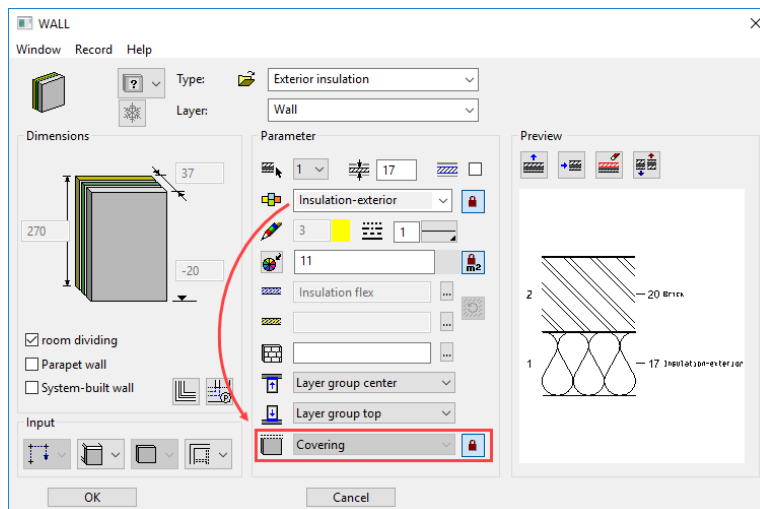 WALL
Window Record Help
? Type: Exterior insulation
Layer: Wall
Dimensions
37
270
-20
room dividing
Parapet wall
System-built wall
Input
Parameter
1 17
Insulation-exterior
3 1
11 m2
Insulation flex ...
...
...
Layer group center
Layer group top
Covering
Preview
2 20 Brick
1 17 Insulation-exterior
OK Cancel